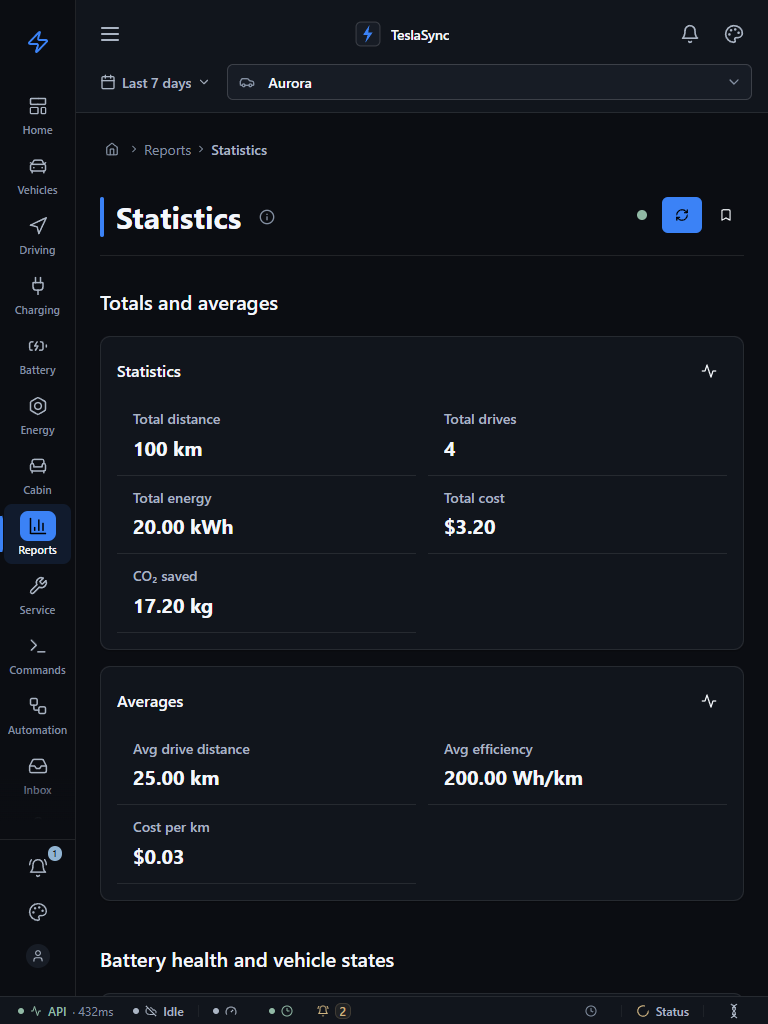 TeslaSync
Last 7 days
Aurora
Home
Vehicles
Driving
Charging
Battery
Energy
Cabin
Reports
Service
Commands
Automation
Inbox
1
Reports
Statistics
Statistics
Totals and averages
Statistics
Total distance
100 km
Total drives
4
Total energy
20.00 kWh
Total cost
$3.20
CO₂ saved
17.20 kg
Averages
Avg drive distance
25.00 km
Avg efficiency
200.00 Wh/km
Cost per km
$0.03
Battery health and vehicle states
API · 432ms
Idle
2
Status